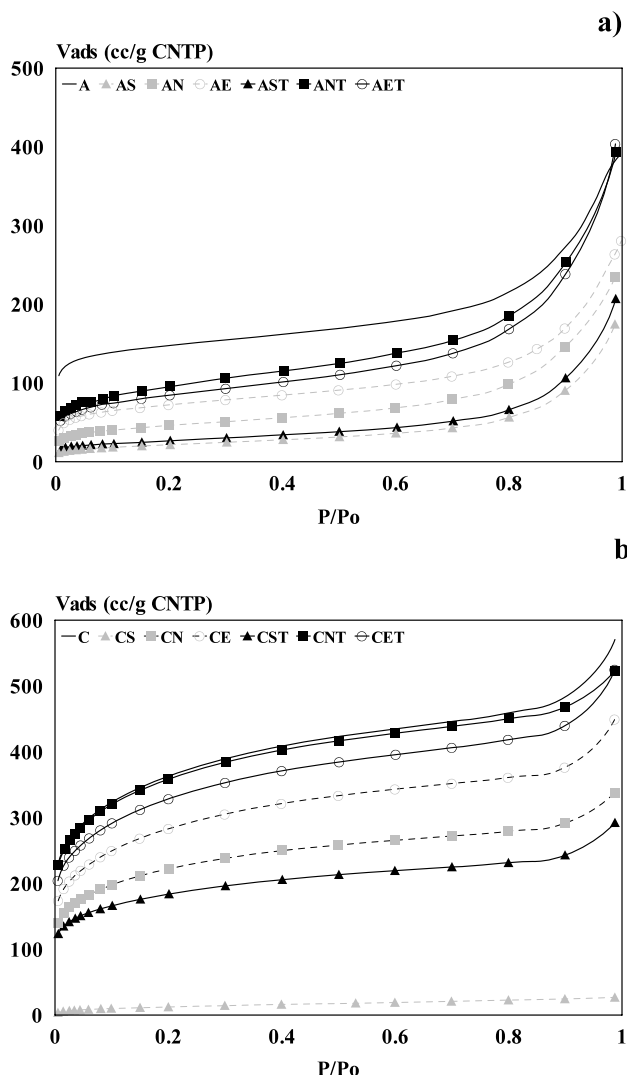 a)
Vads (cc/g CNTP)
500
A AS AN AE AST ANT AET
400
300
200
100
0
0 0.2 0.4 0.6 0.8 1
P/Po
b
Vads (cc/g CNTP)
600
C CS CN CE CST CNT CET
500
400
300
200
100
0
0 0.2 0.4 0.6 0.8 1
P/Po